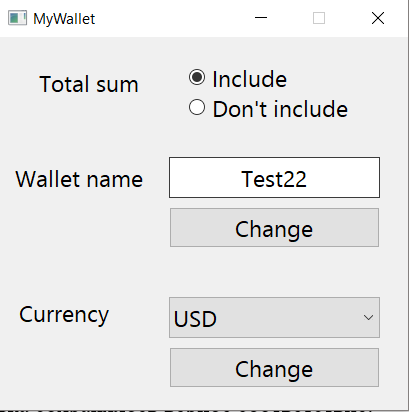 MyWallet
Total sum
Include
Don't include
Wallet name
Test22
Change
Currency
USD
Change